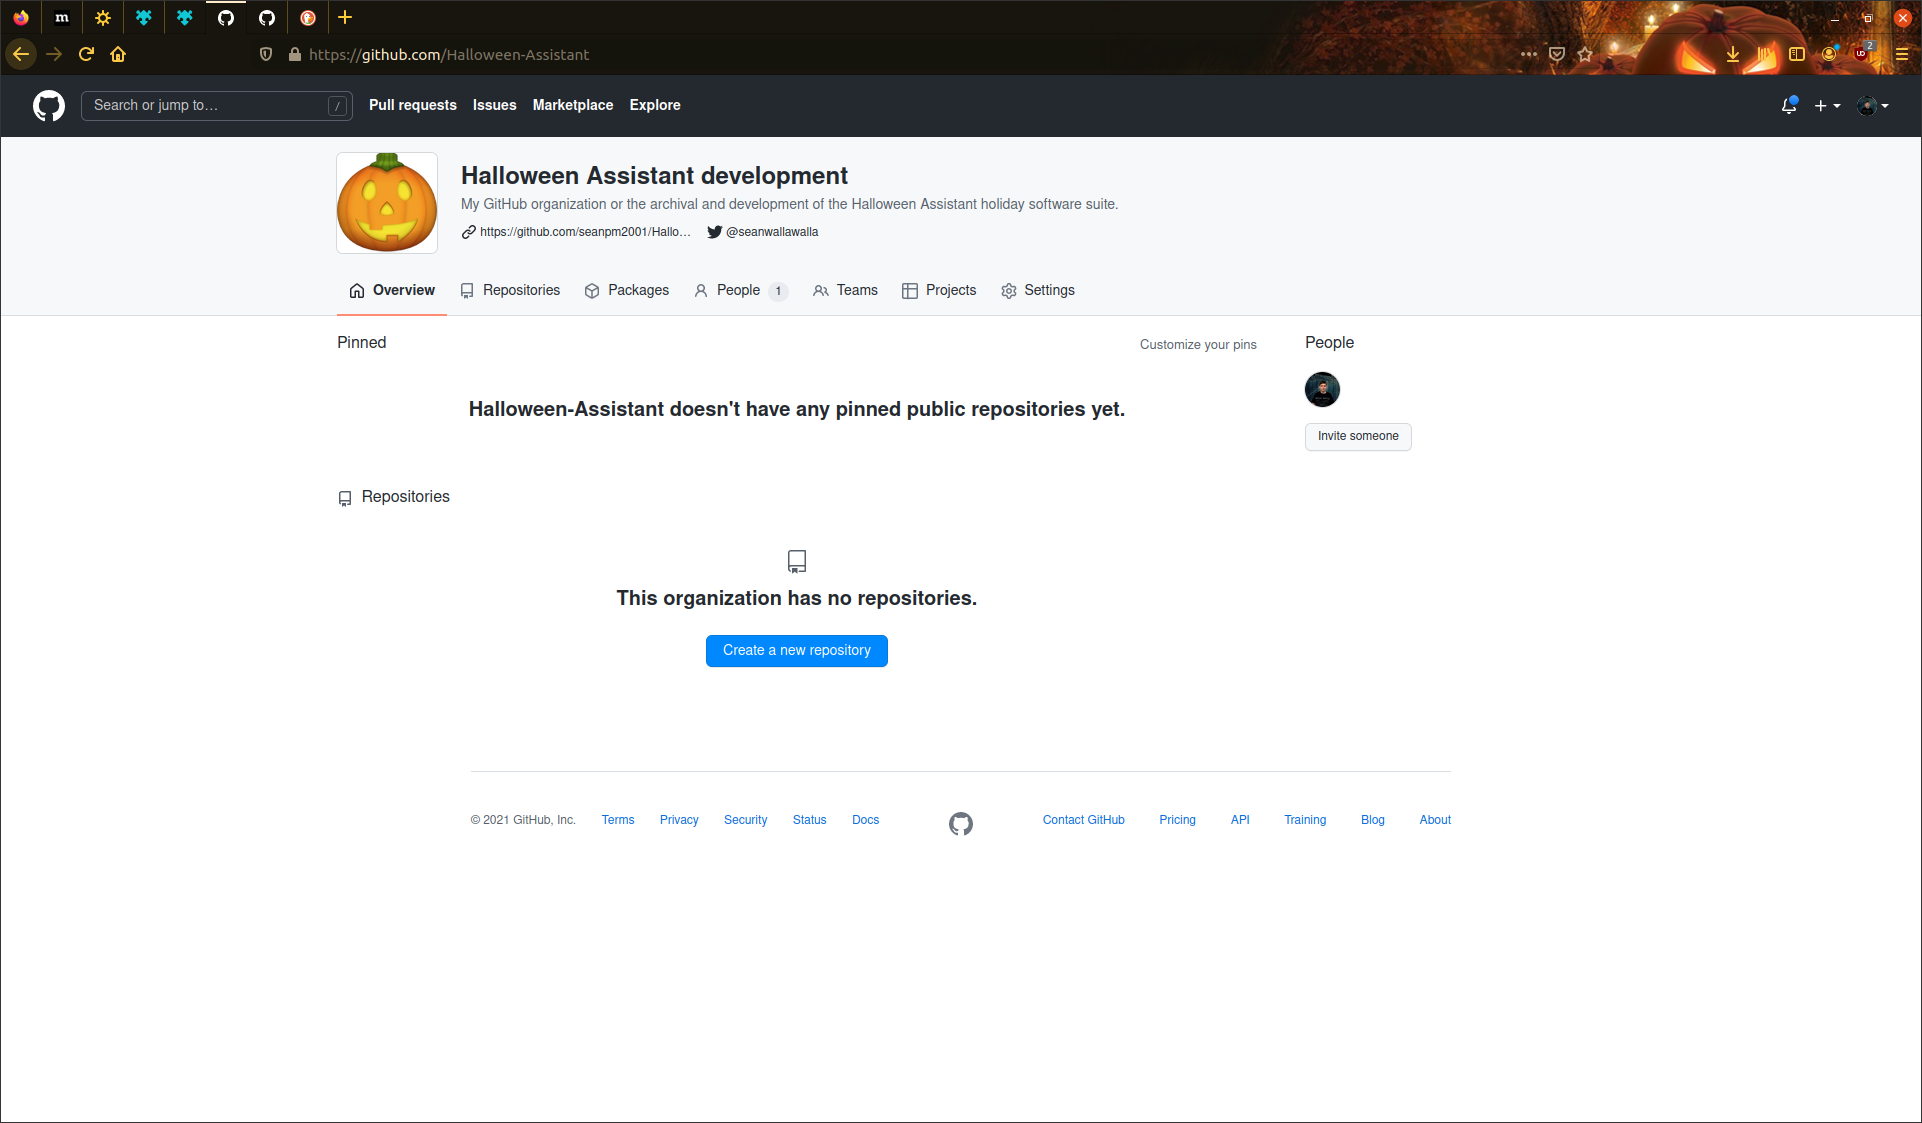 m
https://github.com/Halloween-Assistant
2
Search or jump to… /
Pull requests Issues Marketplace Explore
Halloween Assistant development
My GitHub organization or the archival and development of the Halloween Assistant holiday software suite.
https://github.com/seanpm2001/Hallo… @seanwallawalla
Overview Repositories Packages People 1 Teams Projects Settings
Pinned Customize your pins
People
Halloween-Assistant doesn't have any pinned public repositories yet.
Invite someone
Repositories
This organization has no repositories.
Create a new repository
© 2021 GitHub, Inc. Terms Privacy Security Status Docs Contact GitHub Pricing API Training Blog About